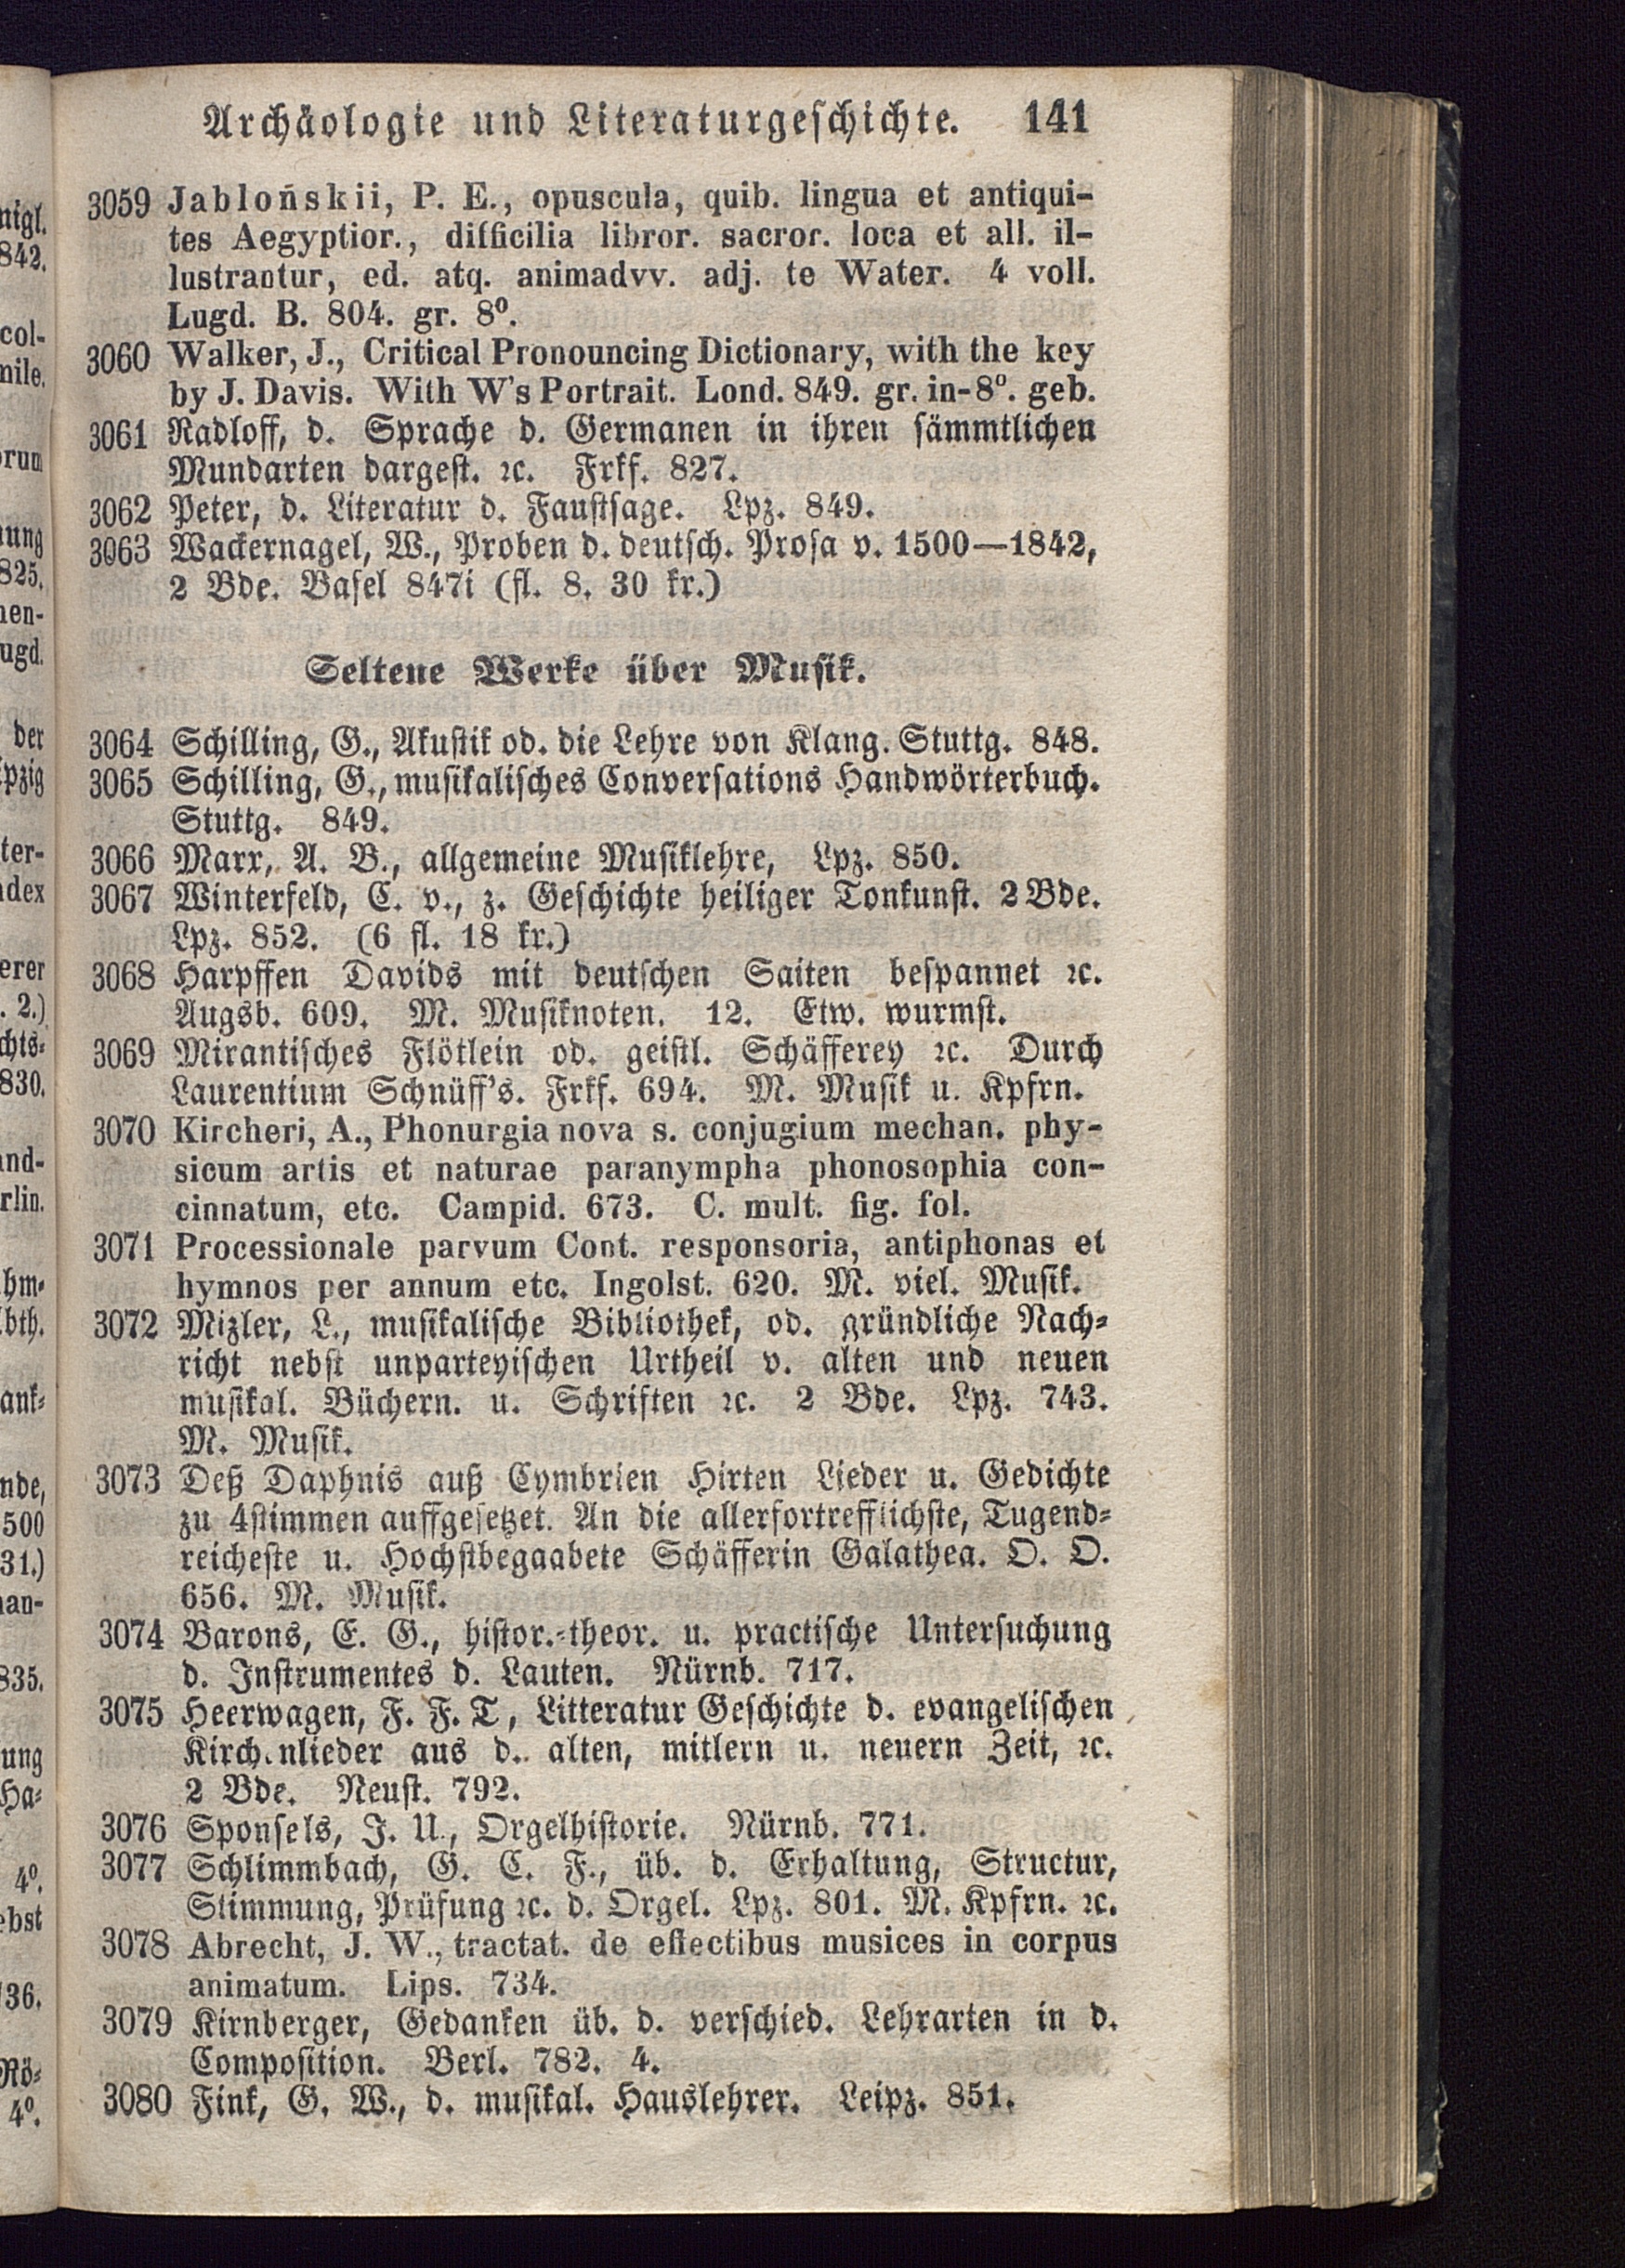 Archäologie und Literaturgeschichte. 141
3059 Jabloñskii, P. E., opuscula, quib. lingua et antiqui-
tes Aegyptior., difficilia libror. sacror. loca et all. il-
lustrantur, ed. atq. animadvv. adj. te Water. 4 voll.
Lugd. B. 804. gr. 8⁰.
3060 Walker, J., Critical Pronouncing Dictionary, with the key
by J. Davis. With W's Portrait. Lond. 849. gr. in-8⁰. geb.
3061 Radloff, d. Sprache d. Germanen in ihren sämmtlichen
Mundarten dargest. ꝛc. Frkf. 827.
3062 Peter, d. Literatur d. Faustsage. Lpz. 849.
3063 Wackernagel, W., Proben d. deutsch. Prosa v. 1500—1842,
2 Bde. Basel 847i (fl. 8. 30 kr.)
Seltene Werke über Musik.
3064 Schilling, G., Akustik od. die Lehre von Klang. Stuttg. 848.
3065 Schilling, G., musikalisches Conversations Handwörterbuch.
Stuttg. 849.
3066 Marx, A. B., allgemeine Musiklehre, Lpz. 850.
3067 Winterfeld, C. v., z. Geschichte heiliger Tonkunst. 2 Bde.
Lpz. 852. (6 fl. 18 kr.)
3068 Harpffen Davids mit deutschen Saiten bespannet ꝛc.
Augsb. 609. M. Musiknoten. 12. Etw. wurmst.
3069 Mirantisches Flötlein od. geistl. Schäfferey ꝛc. Durch
Laurentium Schnüff's. Frkf. 694. M. Musik u. Kpfrn.
3070 Kircheri, A., Phonurgia nova s. conjugium mechan. phy-
sicum artis et naturae paranympha phonosophia con-
cinnatum, etc. Campid. 673. C. mult. fig. fol.
3071 Processionale parvum Cont. responsoria, antiphonas et
hymnos per annum etc. Ingolst. 620. M. viel. Musik.
3072 Mizler, L., musikalische Bibliothek, od. gründliche Nach-
richt nebst unparteyischen Urtheil v. alten und neuen
musikal. Büchern. u. Schriften ꝛc. 2 Bde. Lpz. 743.
M. Musik.
3073 Deß Daphnis auß Cymbrien Hirten Lieder u. Gedichte
zu 4stimmen auffgesetzet. An die allerfortrefflichste, Tugend-
reicheste u. Hochstbegaabete Schäfferin Galathea. O. O.
656. M. Musik.
3074 Barons, E. G., histor.-theor. u. practische Untersuchung
d. Instrumentes d. Lauten. Nürnb. 717.
3075 Heerwagen, F. F. T, Litteratur Geschichte d. evangelischen
Kirch.nlieder aus d. alten, mitlern u. neuern Zeit, ꝛc.
2 Bde. Neust. 792.
3076 Sponsels, J. U., Orgelhistorie. Nürnb. 771.
3077 Schlimmbach, G. C. F., üb. d. Erhaltung, Structur,
Stimmung, Prüfung ꝛc. d. Orgel. Lpz. 801. M. Kpfrn. ꝛc.
3078 Abrecht, J. W., tractat. de effectibus musices in corpus
animatum. Lips. 734.
3079 Kirnberger, Gedanken üb. d. verschied. Lehrarten in d.
Composition. Berl. 782. 4.
3080 Fink, G. W., d. musikal. Hauslehrer. Leipz. 851.